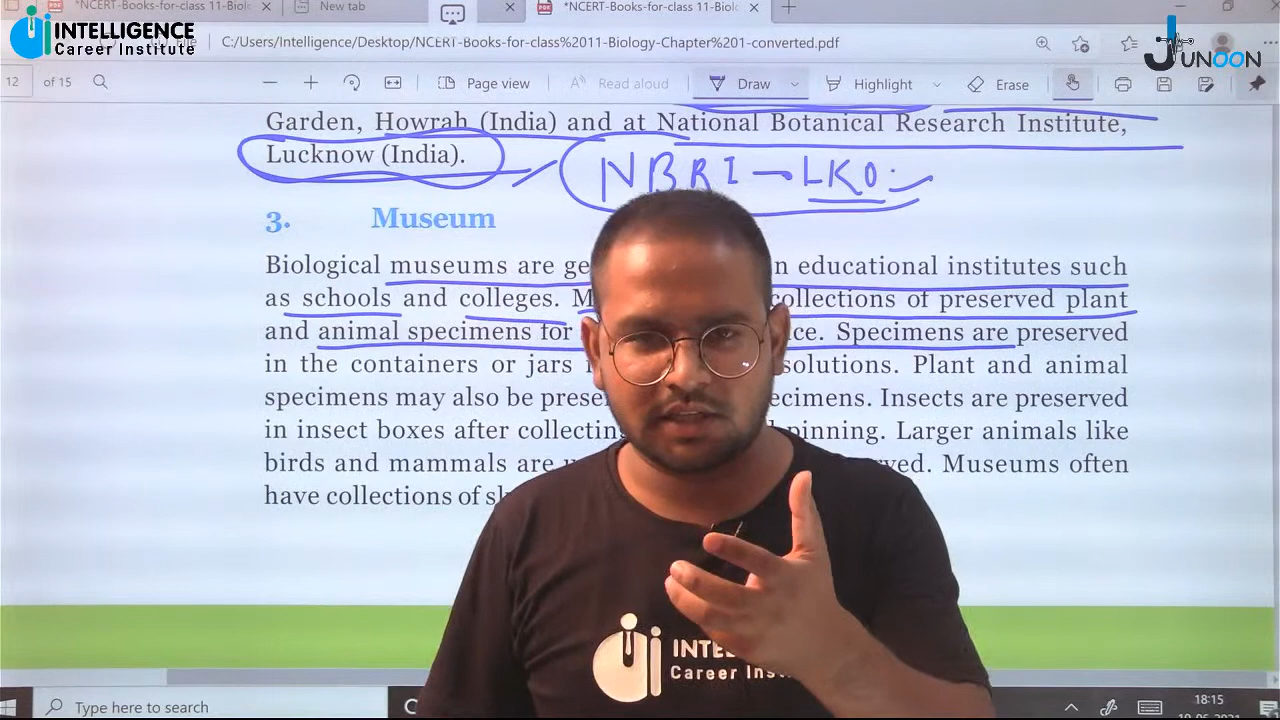 INTELLIGENCE
Career Institute
*NCERT-Books-for-class 11-Biol
New tab
*NCERT-Books-for-class 11-Biolo
JUNOON
C:/Users/Intelligence/Desktop/NCERT-Books-for-class%2011-Biology-Chapter%201-converted.pdf
12 of 15
Page view
Read aloud
Draw
Highlight
Erase
Garden, Howrah (India) and at National Botanical Research Institute,
Lucknow (India).
NBRI → LKO.
3. Museum
Biological museums are ge n educational institutes such
as schools and colleges. M collections of preserved plant
and animal specimens for ce. Specimens are preserved
in the containers or jars solutions. Plant and animal
specimens may also be prese ecimens. Insects are preserved
in insect boxes after collecting pinning. Larger animals like
birds and mammals are ved. Museums often
have collections of sk
INTE
Career Ins
Type here to search
18:15